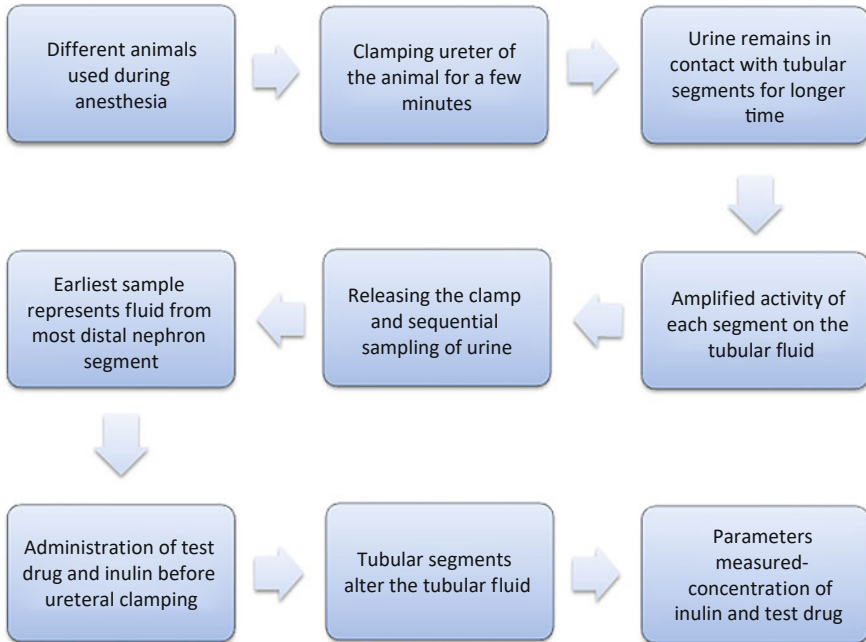 Different animals
used during
anesthesia
Clamping ureter of
the animal for a few
minutes
Urine remains in
contact with tubular
segments for longer
time
Amplified activity of
each segment on the
tubular fluid
Releasing the clamp
and sequential
sampling of urine
Earliest sample
represents fluid from
most distal nephron
segment
Administration of test
drug and inulin before
ureteral clamping
Tubular segments
alter the tubular fluid
Parameters
measured-
concentration of
inulin and test drug